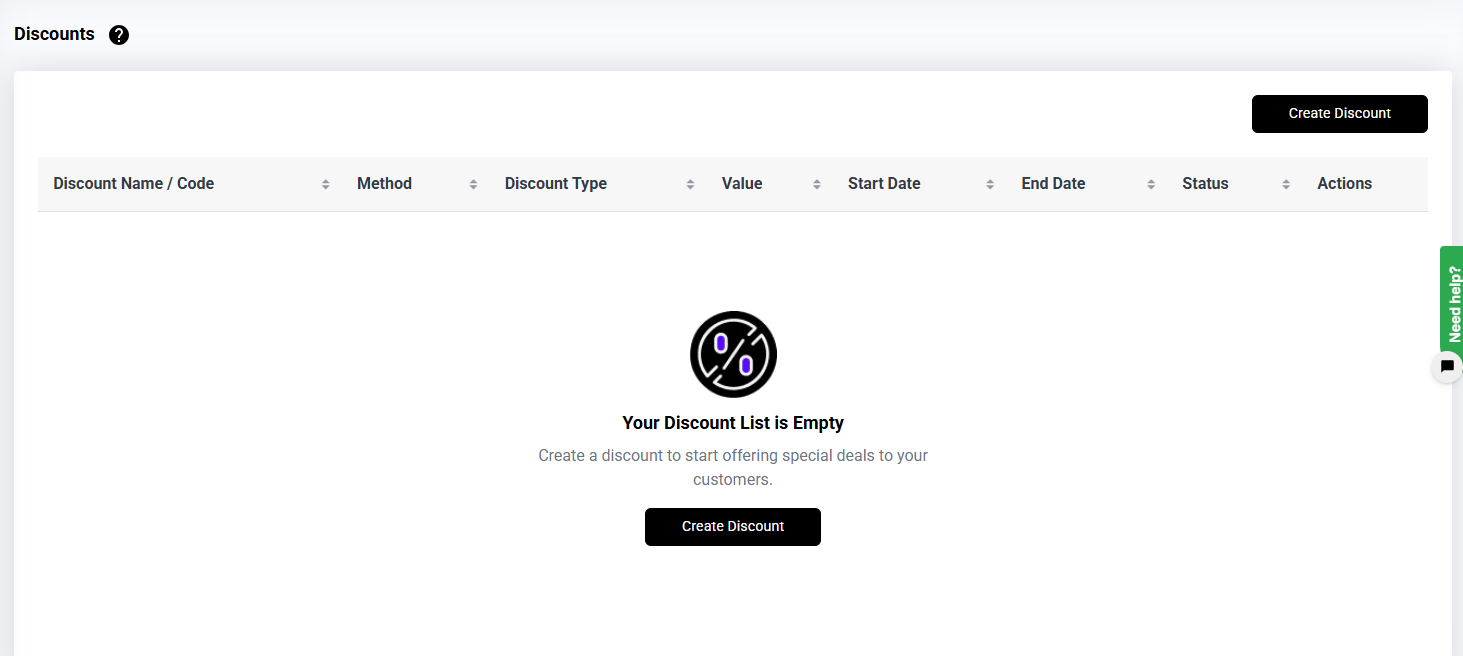 Discounts ?
Create Discount
Discount Name / Code Method Discount Type Value Start Date End Date Status Actions
Need help?
%
Your Discount List is Empty
Create a discount to start offering special deals to your
customers.
Create Discount